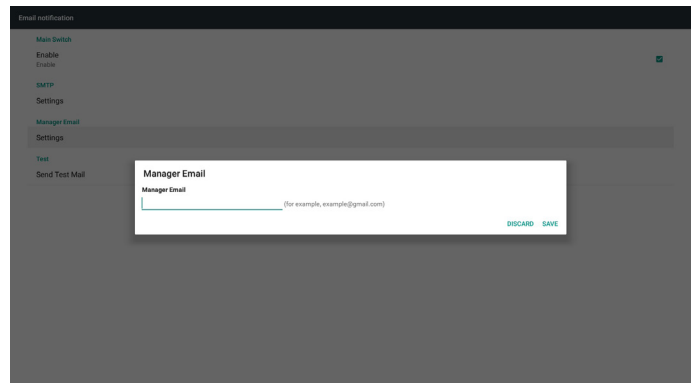 Email notification
Main Switch
Enable
Enable
SMTP
Settings
Manager Email
Settings
Test
Send Test Mail
Manager Email
Manager Email
(for example, example@gmail.com)
DISCARD SAVE